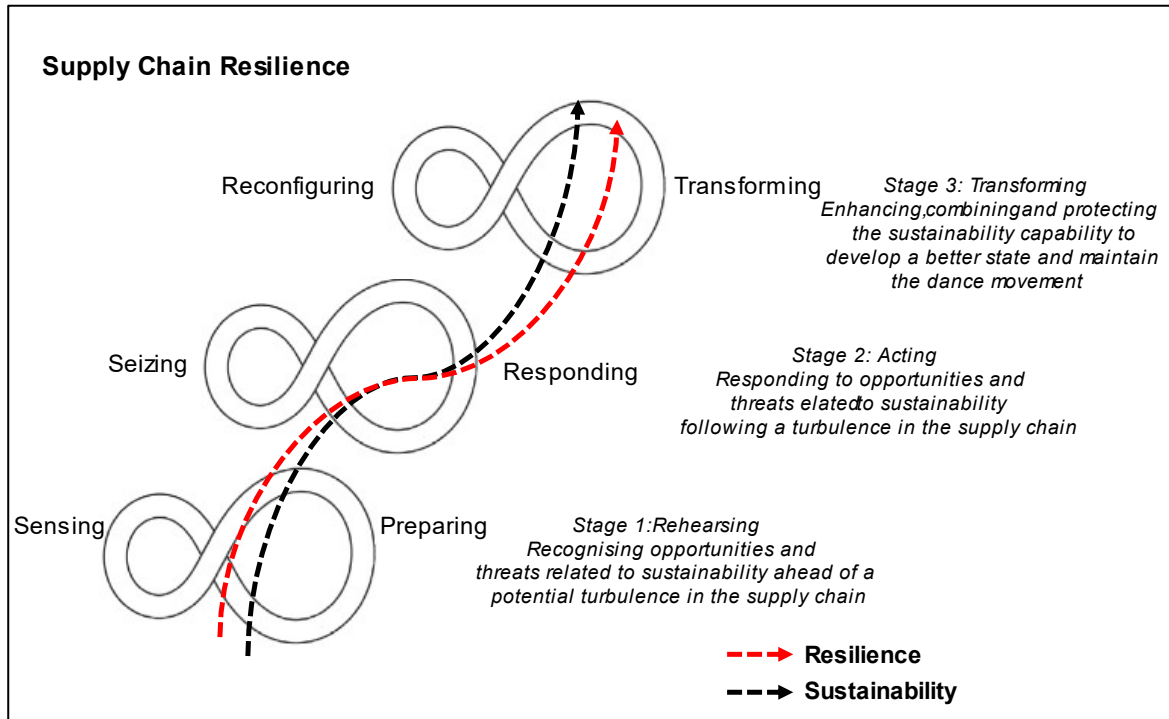 Supply Chain Resilience
Reconfiguring
Transforming
Stage 3: Transforming
Enhancing,combiningand protecting
the sustainability capability to
develop a better state and maintain
the dance movement
Seizing
Responding
Stage 2: Acting
Responding to opportunities and
threats elatedto sustainability
following a turbulence in the supply chain
Sensing
Preparing
Stage 1:Rehearsing
Recognising opportunities and
threats related to sustainability ahead of a
potential turbulence in the supply chain
Resilience
Sustainability